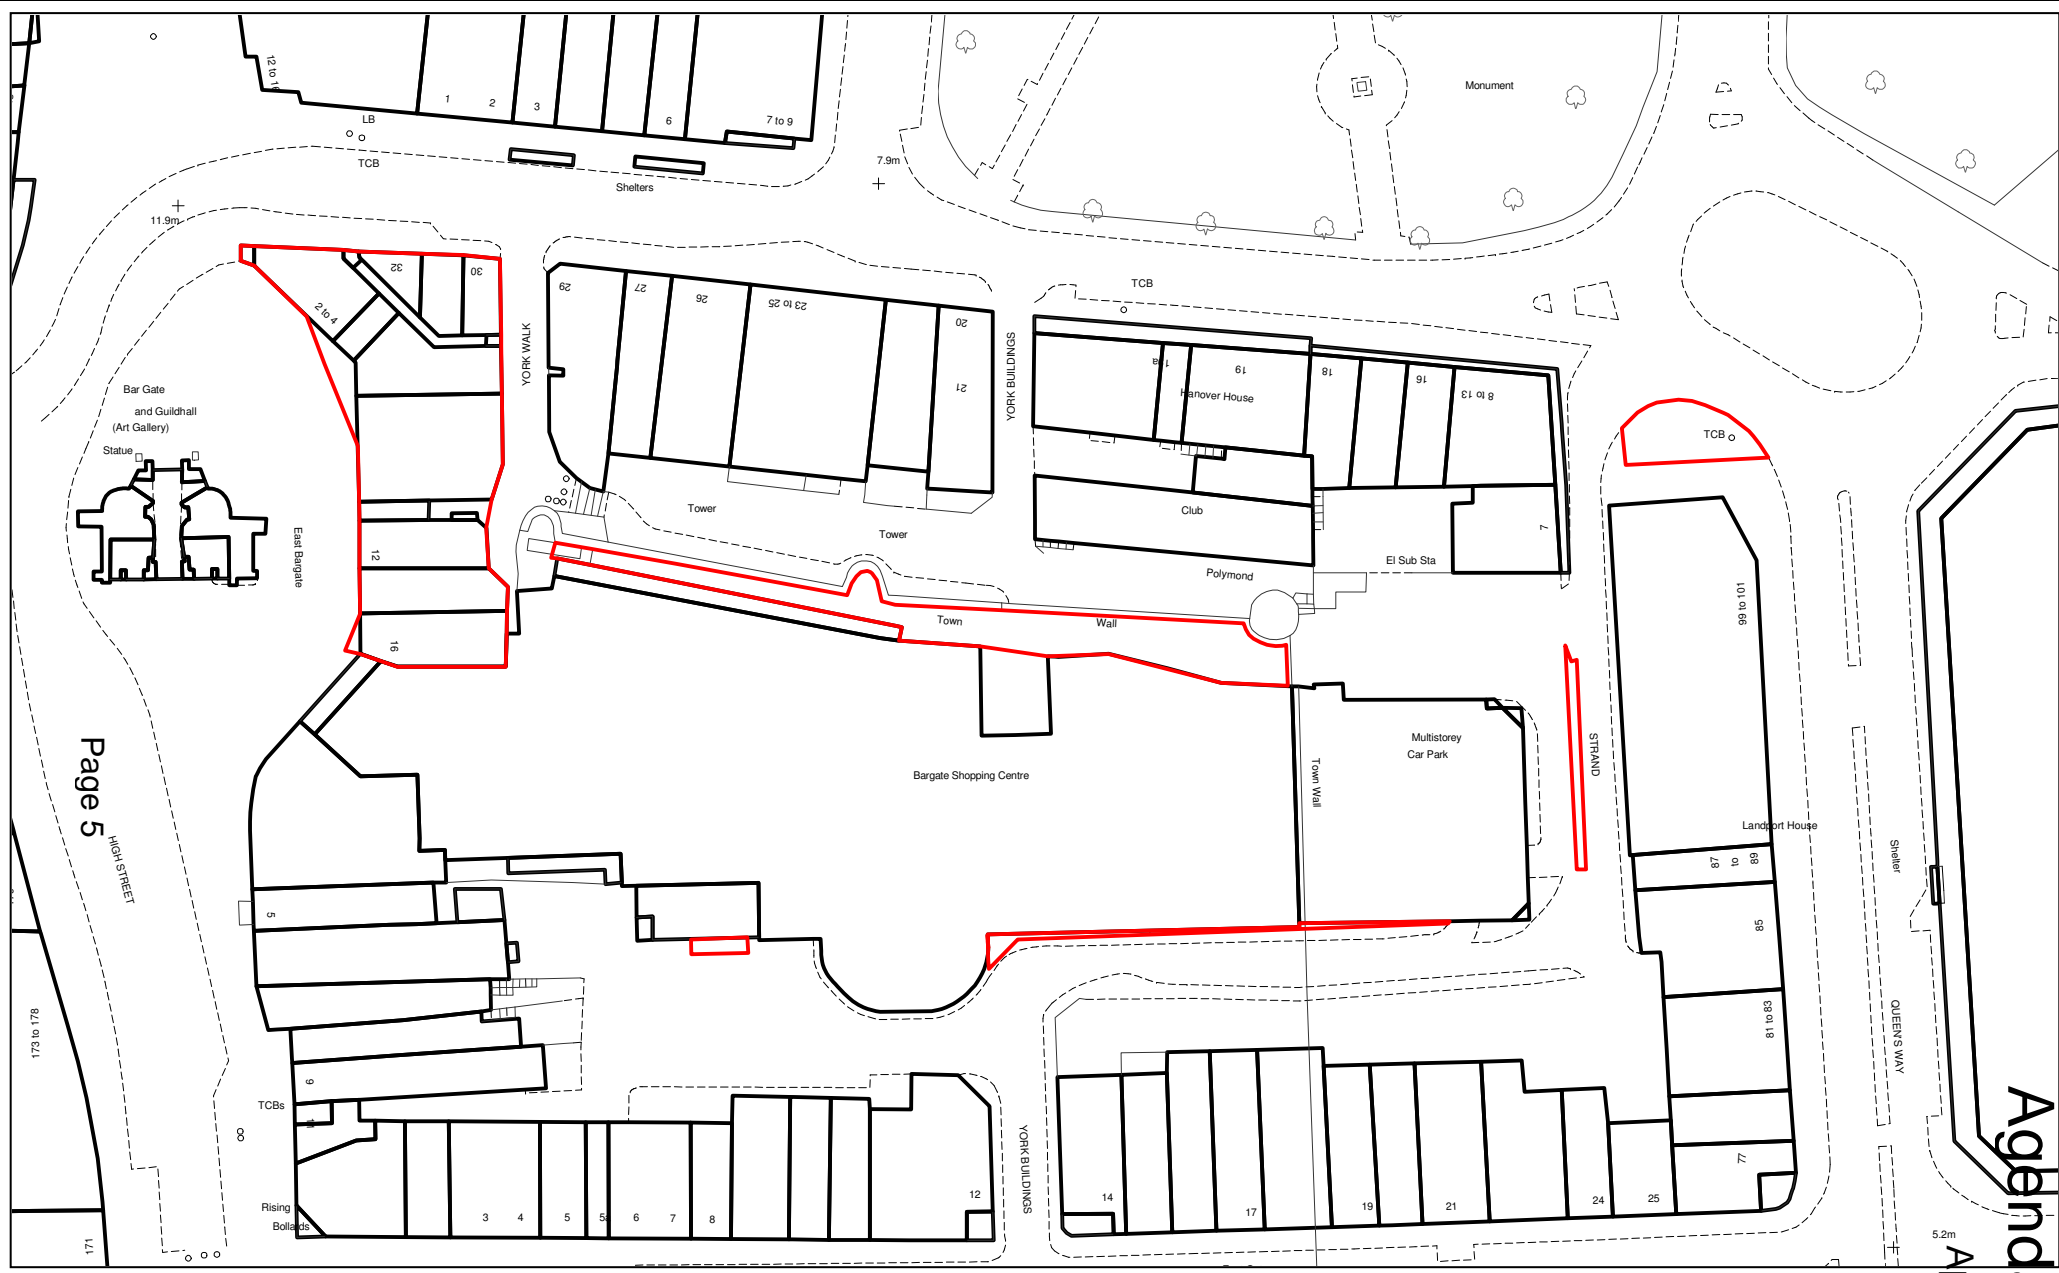 12 to 16
1
2
3
6
7 to 9
LB
TCB
Shelters
7.9m
11.9m
Monument
TCB
32
30
2 to 4
29
27
26
23 to 25
20
21
YORK WALK
YORK BUILDINGS
19a
19
18
16
8 to 13
Hanover House
Bar Gate
and Guildhall
(Art Gallery)
Statue
TCB
East Bargate
12
16
Tower
Tower
Club
7
El Sub Sta
Polymond
Town
Wall
99 to 101
STRAND
Multistorey
Car Park
Town Wall
Bargate Shopping Centre
Landport House
87
to
89
85
Shelter
Page 5
HIGH STREET
5
173 to 178
81 to 83
QUEEN'S WAY
9
TCBs
11
YORK BUILDINGS
77
Rising
Bollards
3
4
5
5a
6
7
8
12
14
17
19
21
24
25
171
5.2m
Agend
A